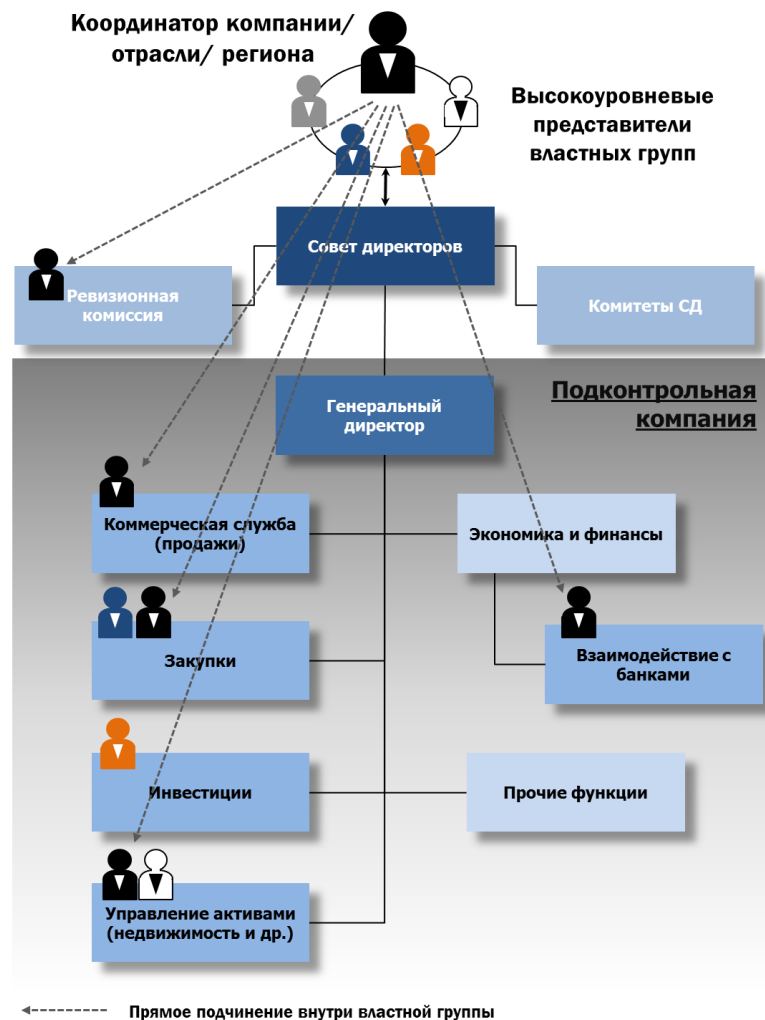 Координатор компании/
отрасли/ региона
Высокоуровневые
представители
властных групп
Совет директоров
Ревизионная
комиссия
Комитеты СД
Генеральный
директор
Подконтрольная
компания
Коммерческая служба
(продажи)
Экономика и финансы
Закупки
Взаимодействие с
банками
Инвестиции
Прочие функции
Управление активами
(недвижимость и др.)
Прямое подчинение внутри властной группы